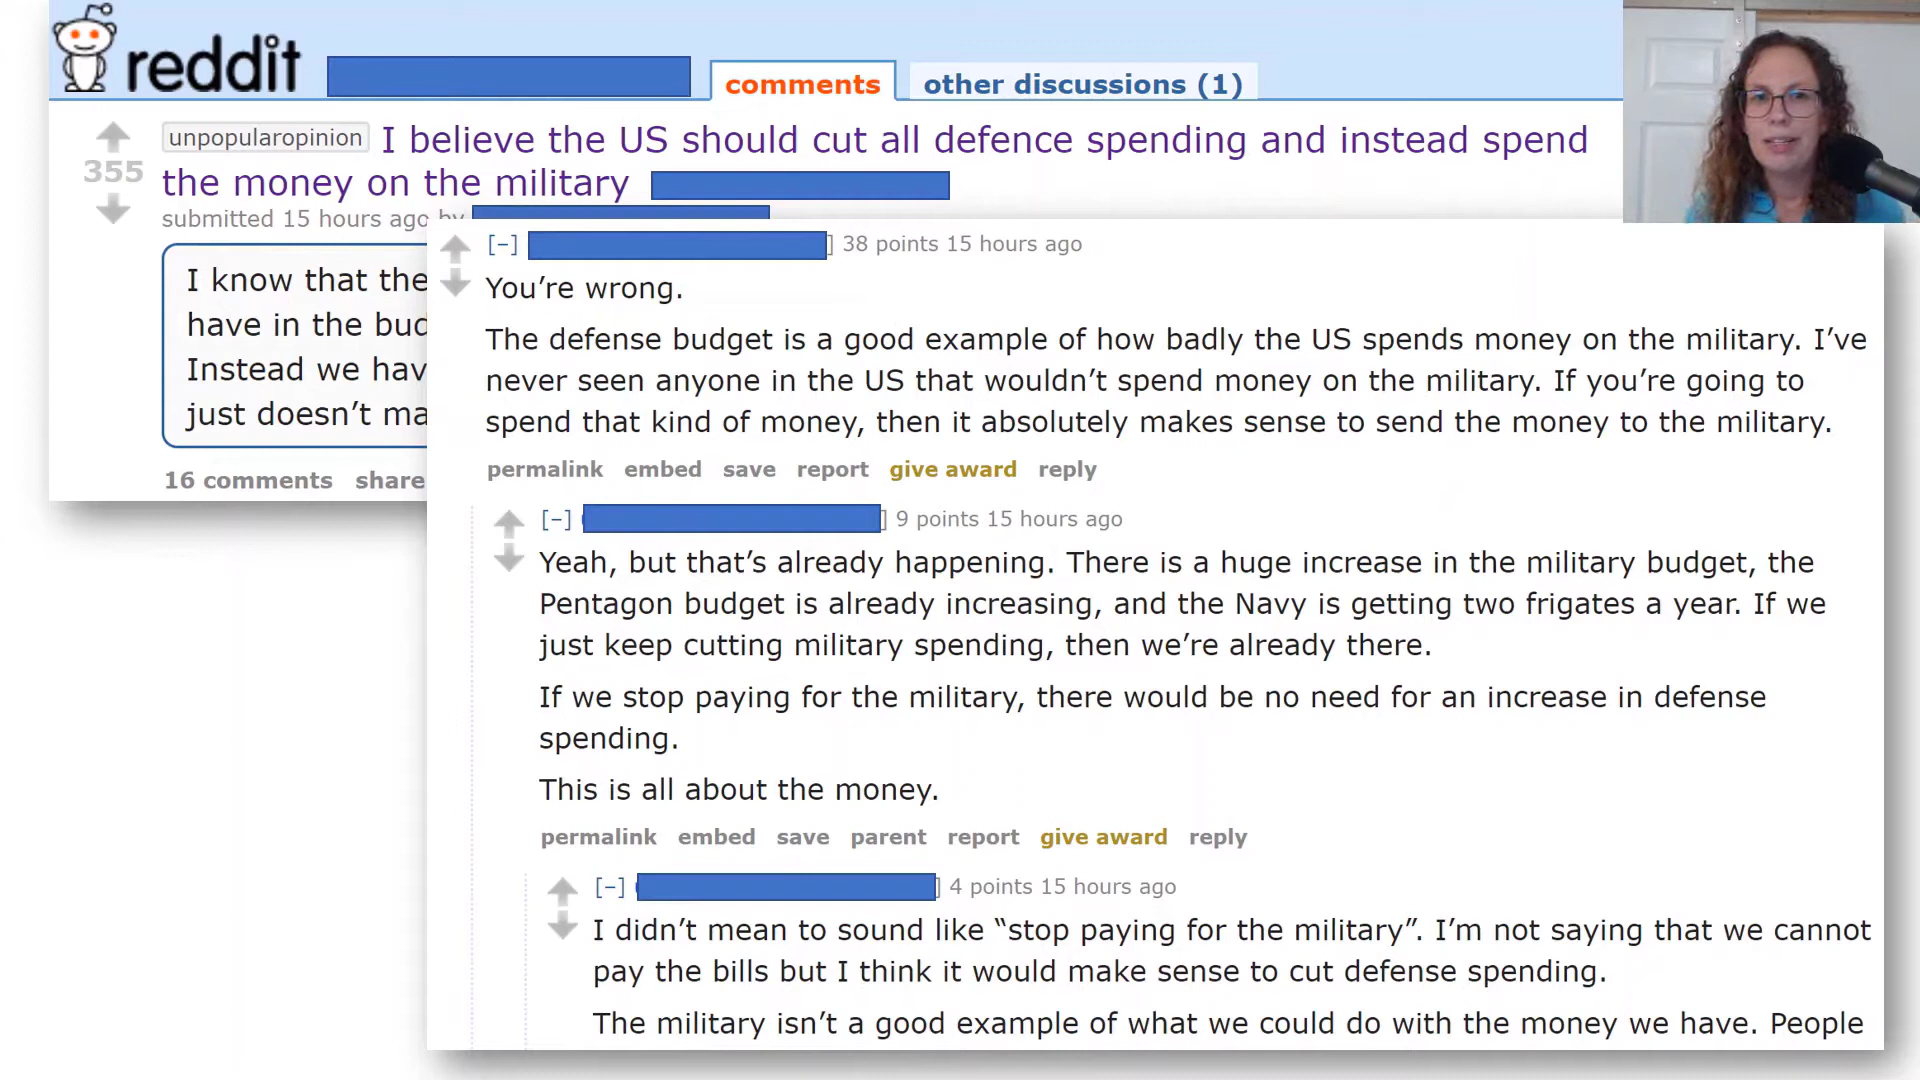 reddit
comments
other discussions (1)
unpopularopinion I believe the US should cut all defence spending and instead spend
355
the money on the military
submitted 15 hours ago by
I know that the
have in the bud
Instead we hav
just doesn’t ma
16 comments share
[−] ] 38 points 15 hours ago
You’re wrong.
The defense budget is a good example of how badly the US spends money on the military. I’ve
never seen anyone in the US that wouldn’t spend money on the military. If you’re going to
spend that kind of money, then it absolutely makes sense to send the money to the military.
permalink embed save report give award reply
[−] ] 9 points 15 hours ago
Yeah, but that’s already happening. There is a huge increase in the military budget, the
Pentagon budget is already increasing, and the Navy is getting two frigates a year. If we
just keep cutting military spending, then we’re already there.
If we stop paying for the military, there would be no need for an increase in defense
spending.
This is all about the money.
permalink embed save parent report give award reply
[−] ] 4 points 15 hours ago
I didn’t mean to sound like “stop paying for the military”. I’m not saying that we cannot
pay the bills but I think it would make sense to cut defense spending.
The military isn’t a good example of what we could do with the money we have. People